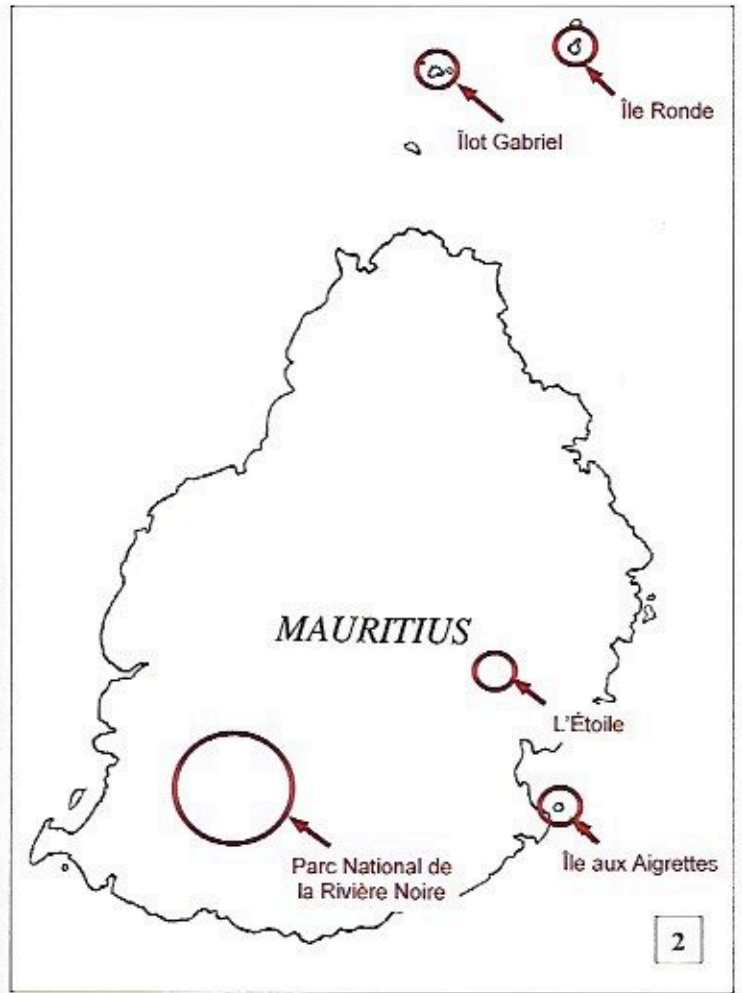 Île Ronde
Îlot Gabriel
MAURITIUS
L'Étoile
Parc National de
la Rivière Noire
Île aux Aigrettes
2